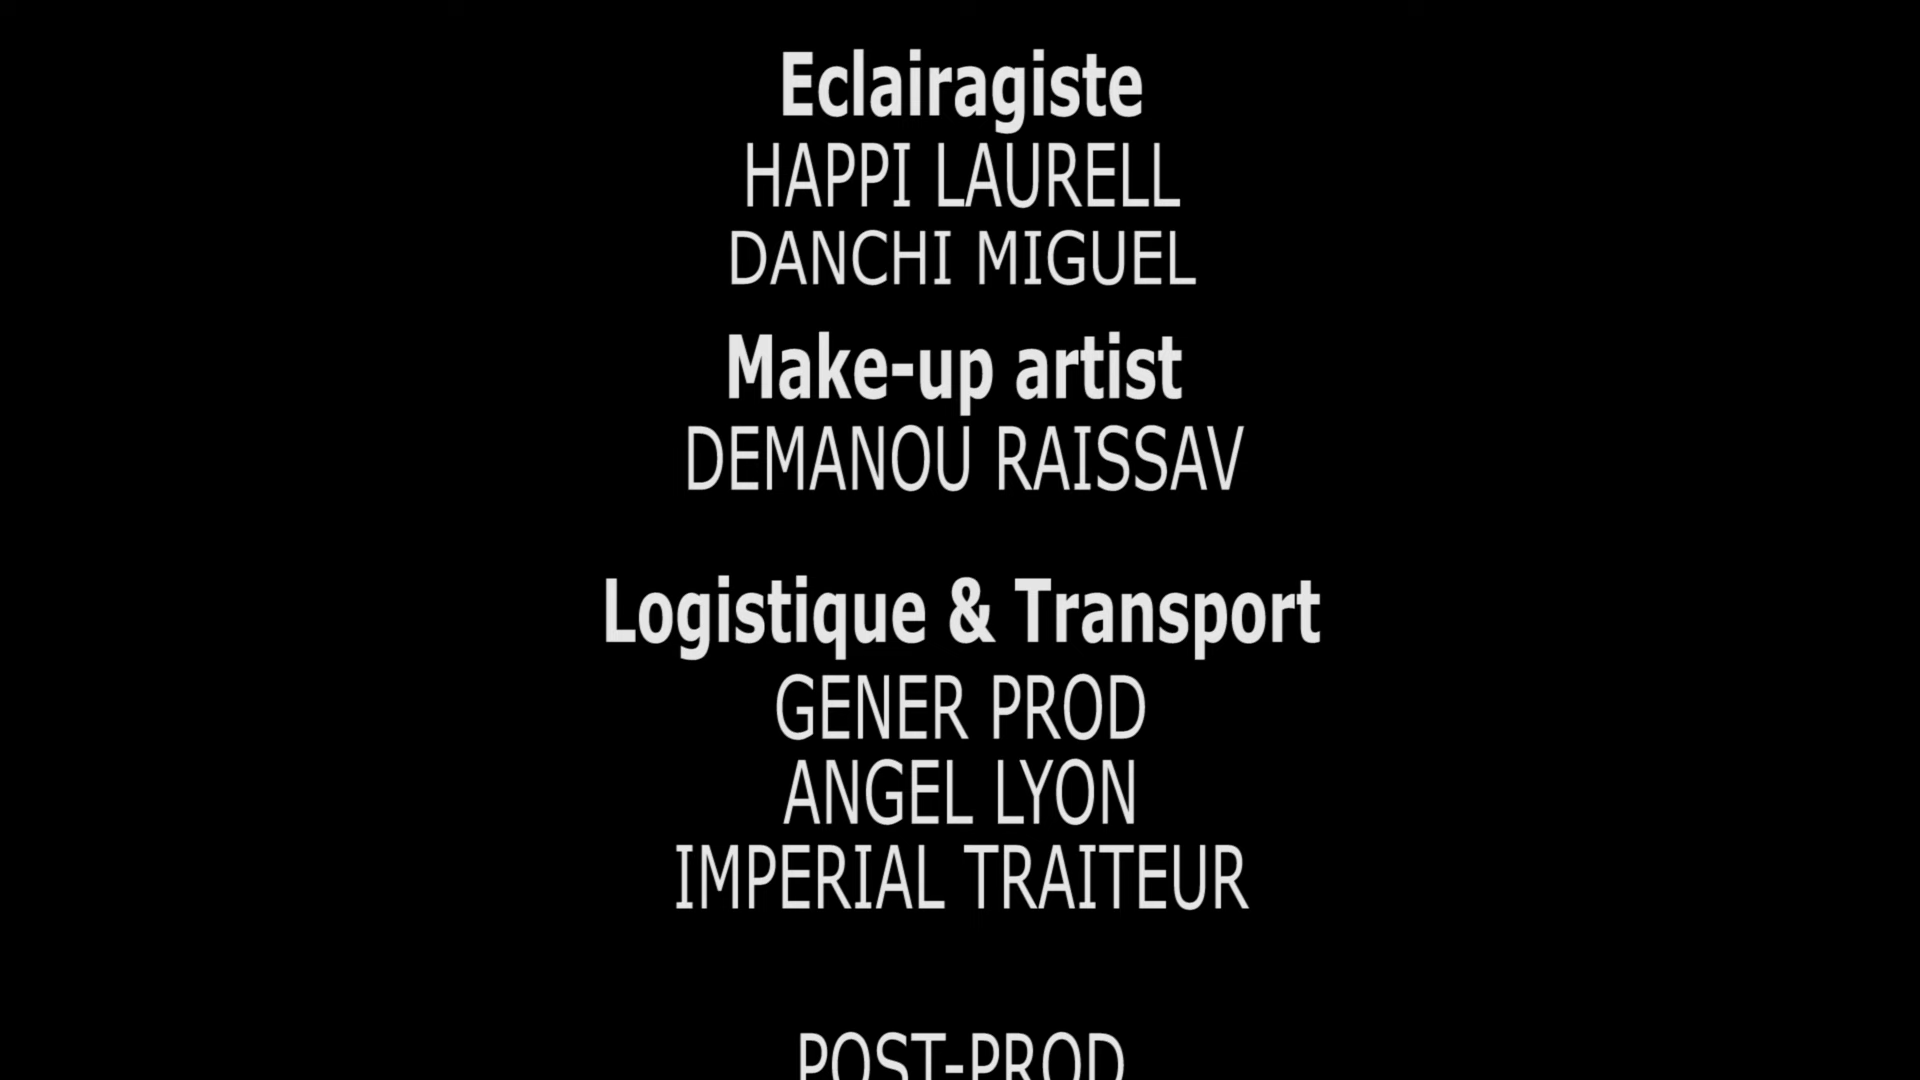 Eclairagiste
HAPPI LAURELL
DANCHI MIGUEL
Make-up artist
DEMANOU RAISSAV
Logistique & Transport
GENER PROD
ANGEL LYON
IMPERIAL TRAITEUR
POST-PROD